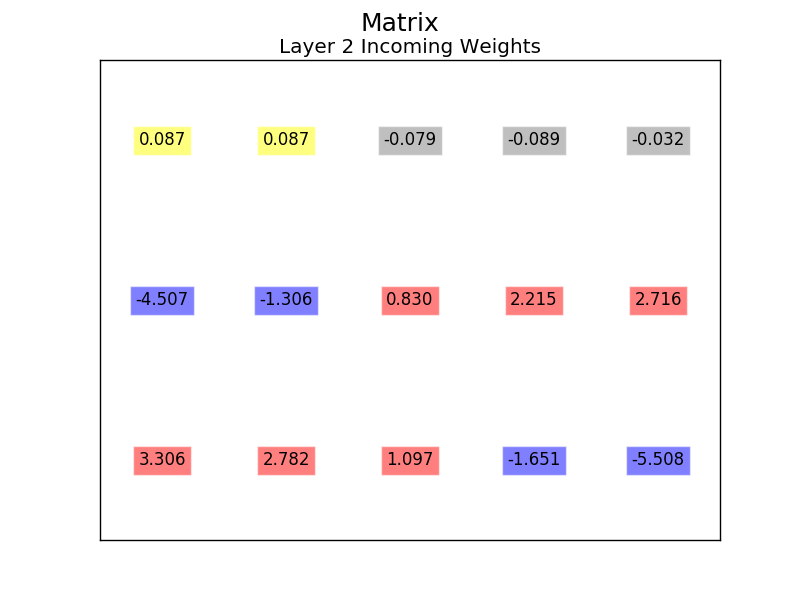 Matrix
Layer 2 Incoming Weights
0.087 0.087 -0.079 -0.089 -0.032
-4.507 -1.306 0.830 2.215 2.716
3.306 2.782 1.097 -1.651 -5.508